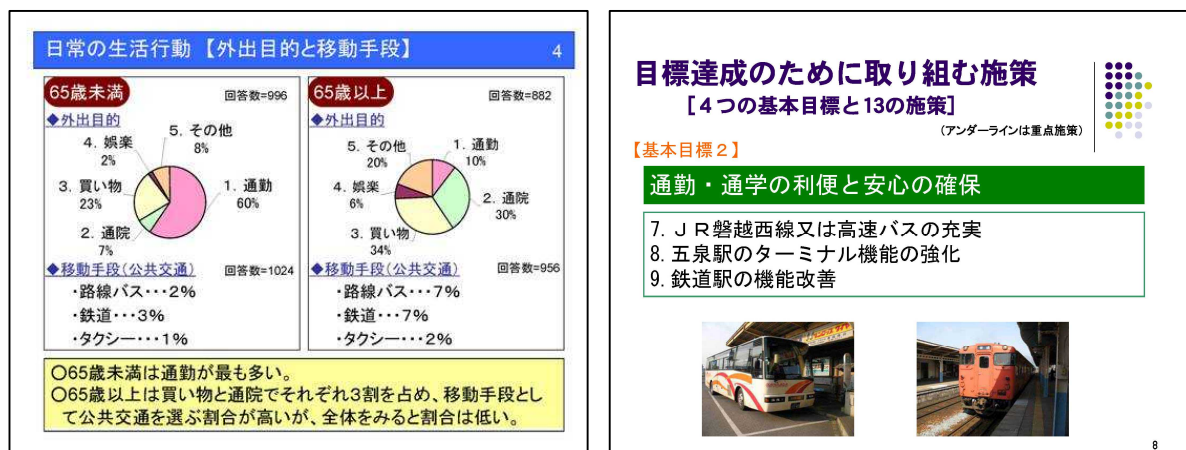 日常の生活行動 【外出目的と移動手段】 4
65歳未満 回答数=996
◆外出目的
5. その他
8%
4. 娯楽
2%
3. 買い物
23%
1. 通勤
60%
2. 通院
7%
◆移動手段(公共交通) 回答数=1024
・路線バス・・・2%
・鉄道・・・3%
・タクシー・・・1%
65歳以上 回答数=882
◆外出目的
5. その他
20%
1. 通勤
10%
4. 娯楽
6%
2. 通院
30%
3. 買い物
34%
◆移動手段(公共交通) 回答数=956
・路線バス・・・7%
・鉄道・・・7%
・タクシー・・・2%
〇65歳未満は通勤が最も多い。
〇65歳以上は買い物と通院でそれぞれ3割を占め、移動手段とし
て公共交通を選ぶ割合が高いが、全体をみると割合は低い。
目標達成のために取り組む施策
[４つの基本目標と13の施策]
(アンダーラインは重点施策)
【基本目標２】
通勤・通学の利便と安心の確保
7. ＪＲ磐越西線又は高速バスの充実
8. 五泉駅のターミナル機能の強化
9. 鉄道駅の機能改善
8